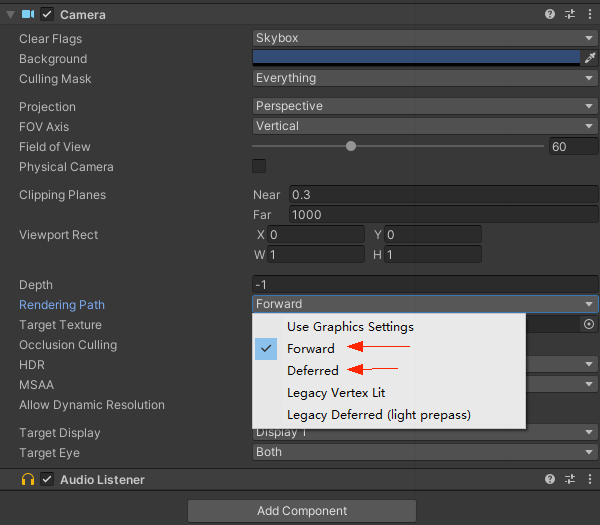 Camera
Clear Flags Skybox
Background
Culling Mask Everything
Projection Perspective
FOV Axis Vertical
Field of View 60
Physical Camera
Clipping Planes Near 0.3
Far 1000
Viewport Rect X 0 Y 0
W 1 H 1
Depth -1
Rendering Path Forward
Target Texture Use Graphics Settings
Occlusion Culling Forward
HDR Deferred
MSAA Legacy Vertex Lit
Allow Dynamic Resolution Legacy Deferred (light prepass)
Target Display Display 1
Target Eye Both
Audio Listener
Add Component